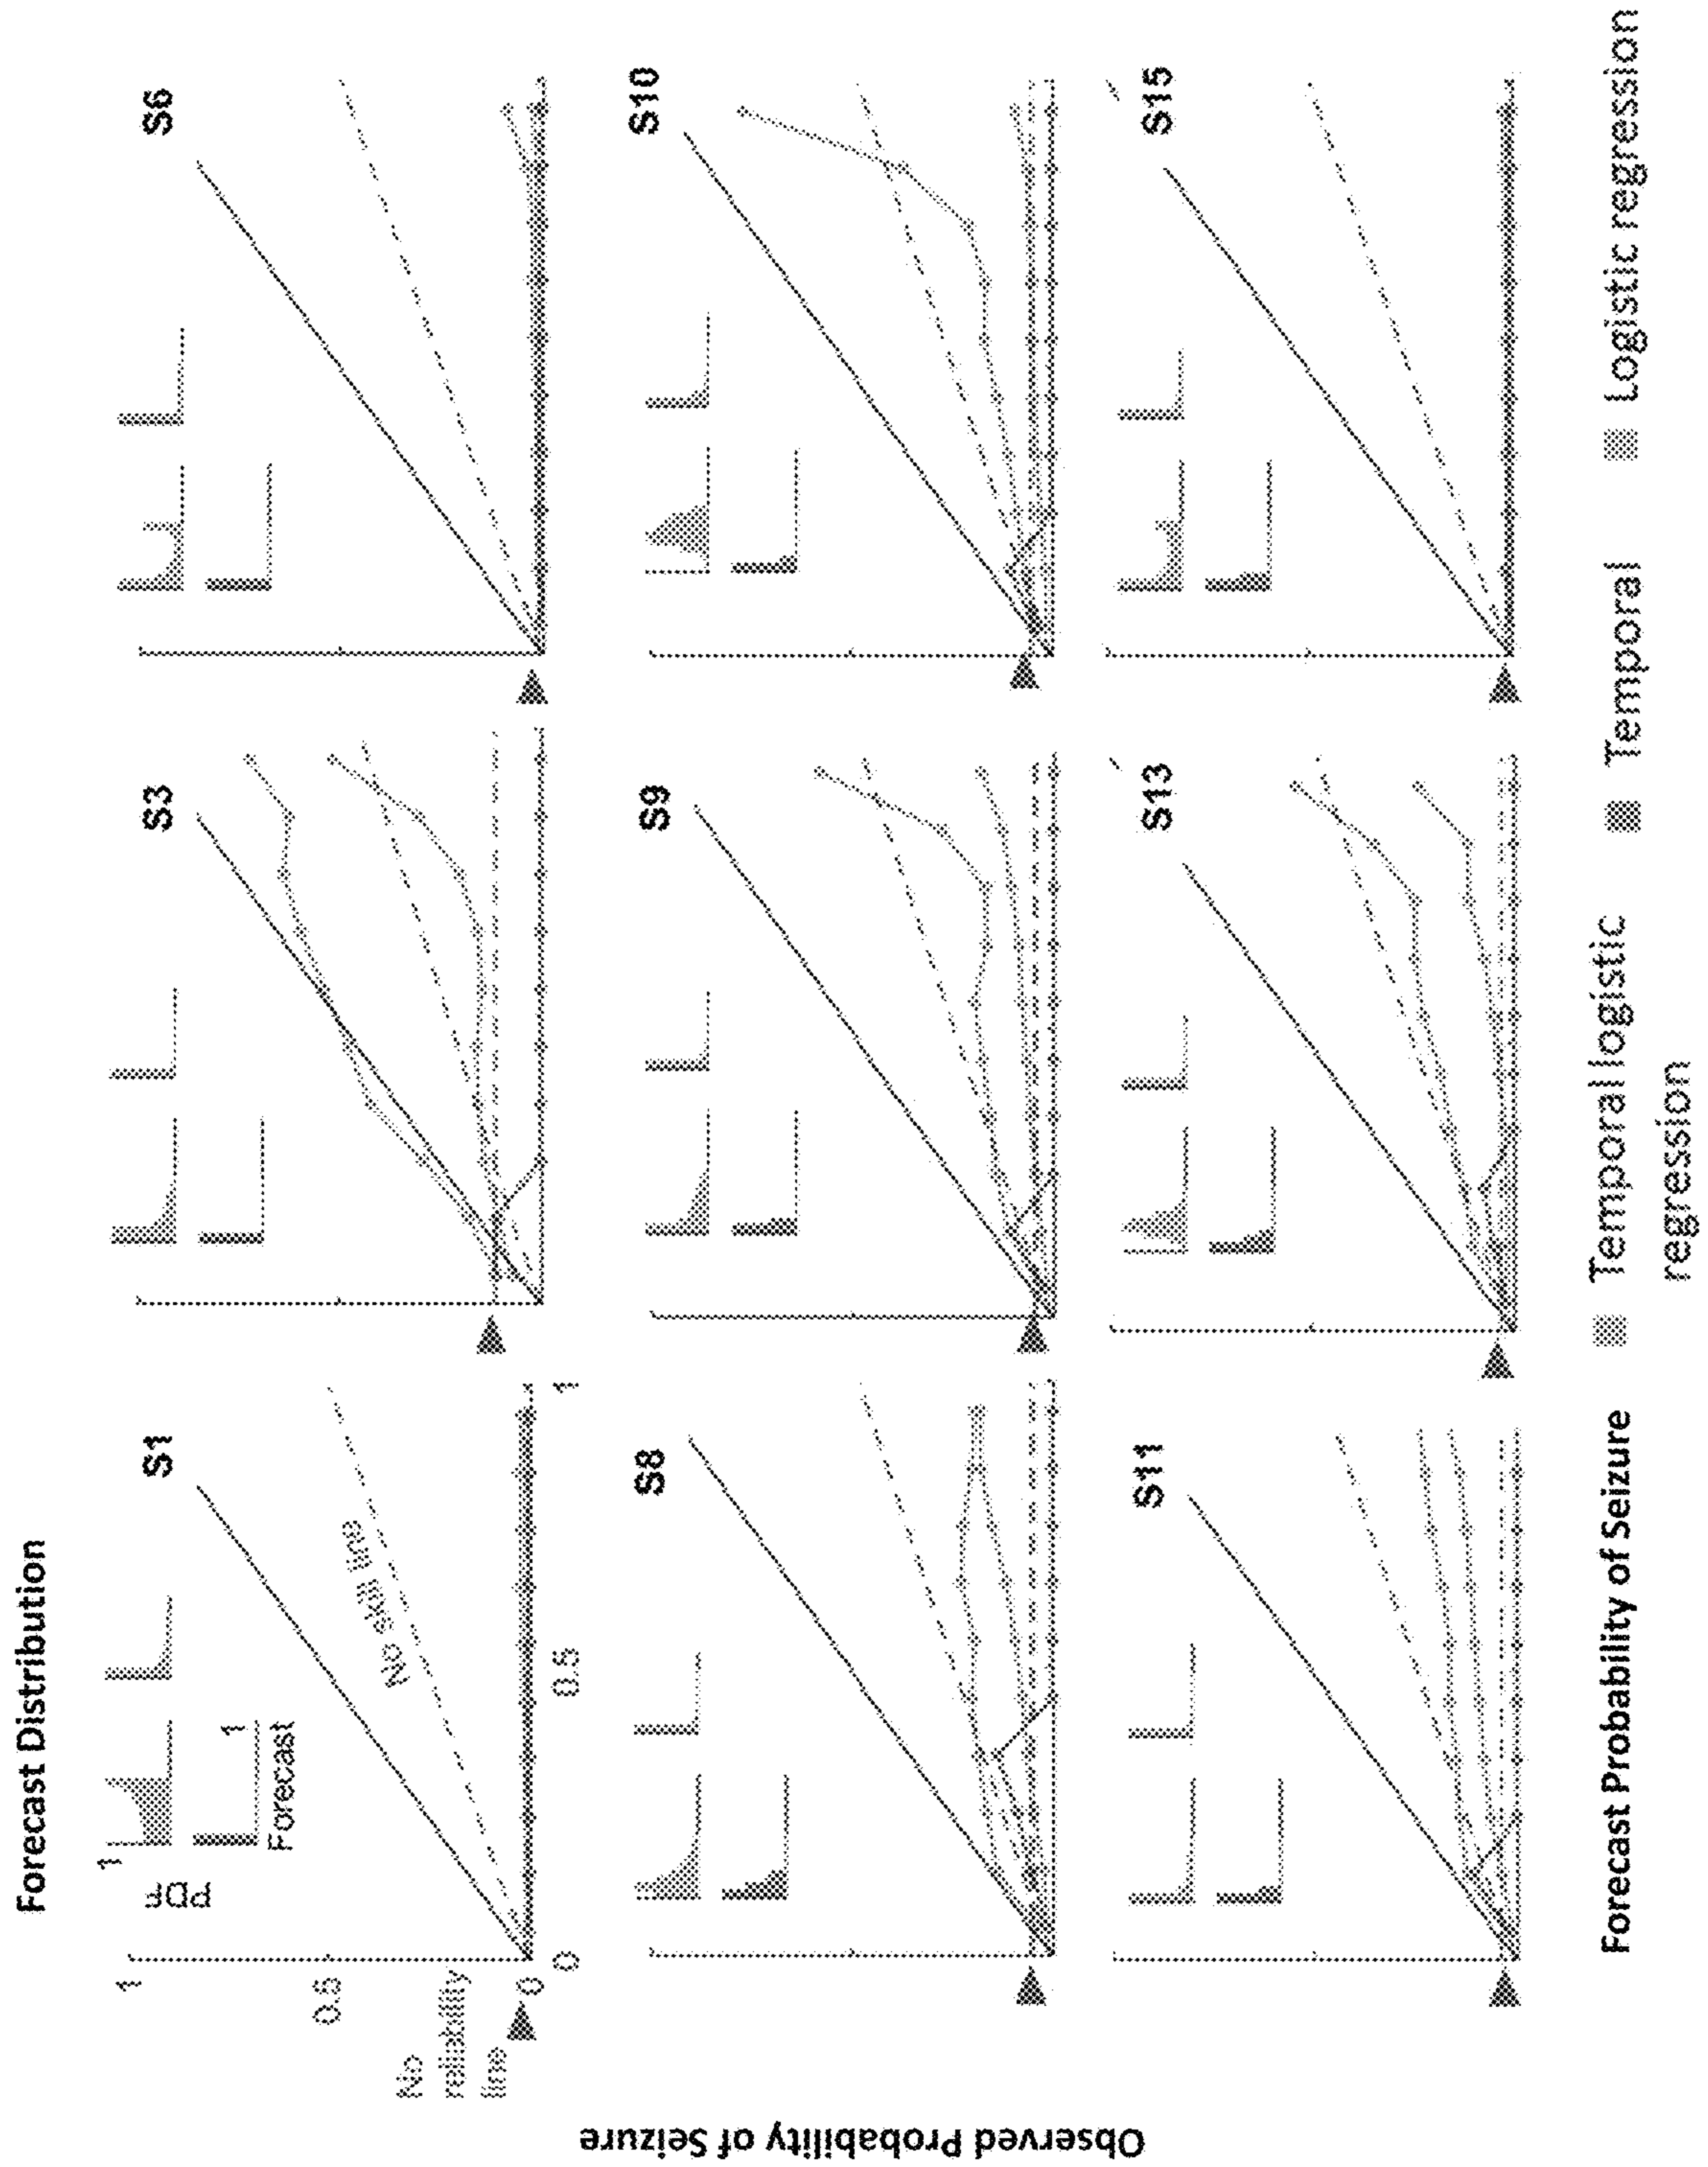 Forecast Distribution
PDF
1
1
Forecast
S1
No skill line
1
0.5
0
No
reliability
line
0
0.5
1
S3
S6
S8
S9
S10
S11
S13
S15
Observed Probability of Seizure
Forecast Probability of Seizure
Temporal logistic
regression
Temporal
Logistic regression